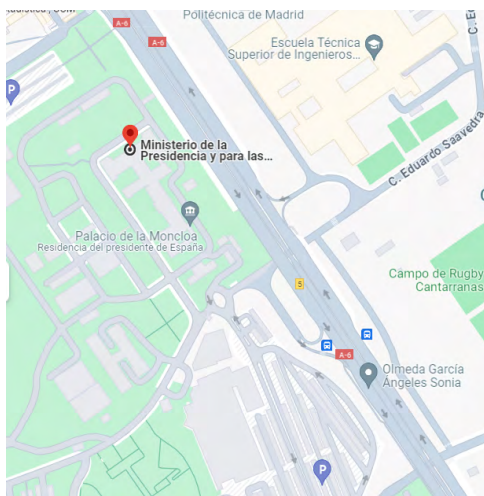 Politécnica de Madrid
A-6
A-6
Escuela Técnica
Superior de Ingenieros...
P
Ministerio de la
Presidencia y para las...
C. Eduardo Saavedra
Palacio de la Moncloa
Residencia del presidente de España
Campo de Rugby
Cantarranas
5
A-6
Olmeda García
Ángeles Sonia
P